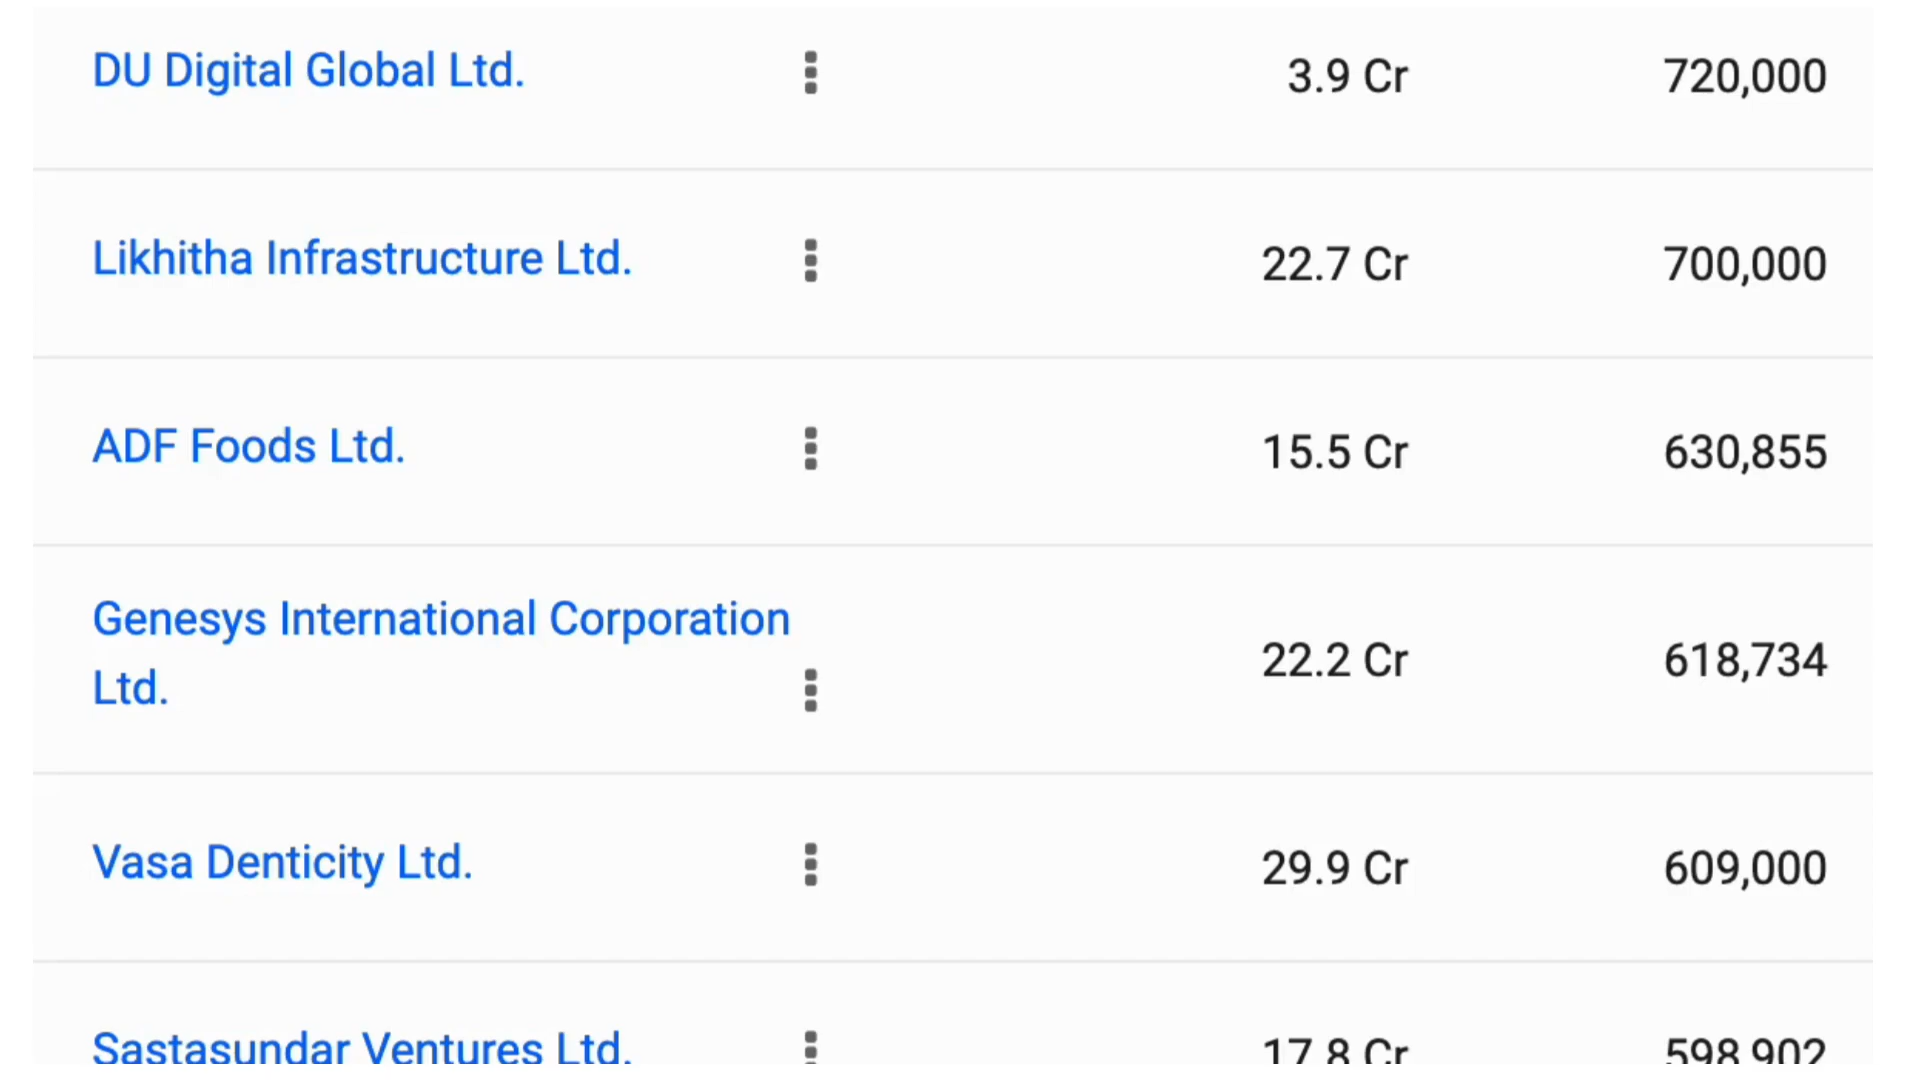 DU Digital Global Ltd. 3.9 Cr 720,000
Likhitha Infrastructure Ltd. 22.7 Cr 700,000
ADF Foods Ltd. 15.5 Cr 630,855
Genesys International Corporation
Ltd. 22.2 Cr 618,734
Vasa Denticity Ltd. 29.9 Cr 609,000
Sastasundar Ventures Ltd. 17.8 Cr 598,902